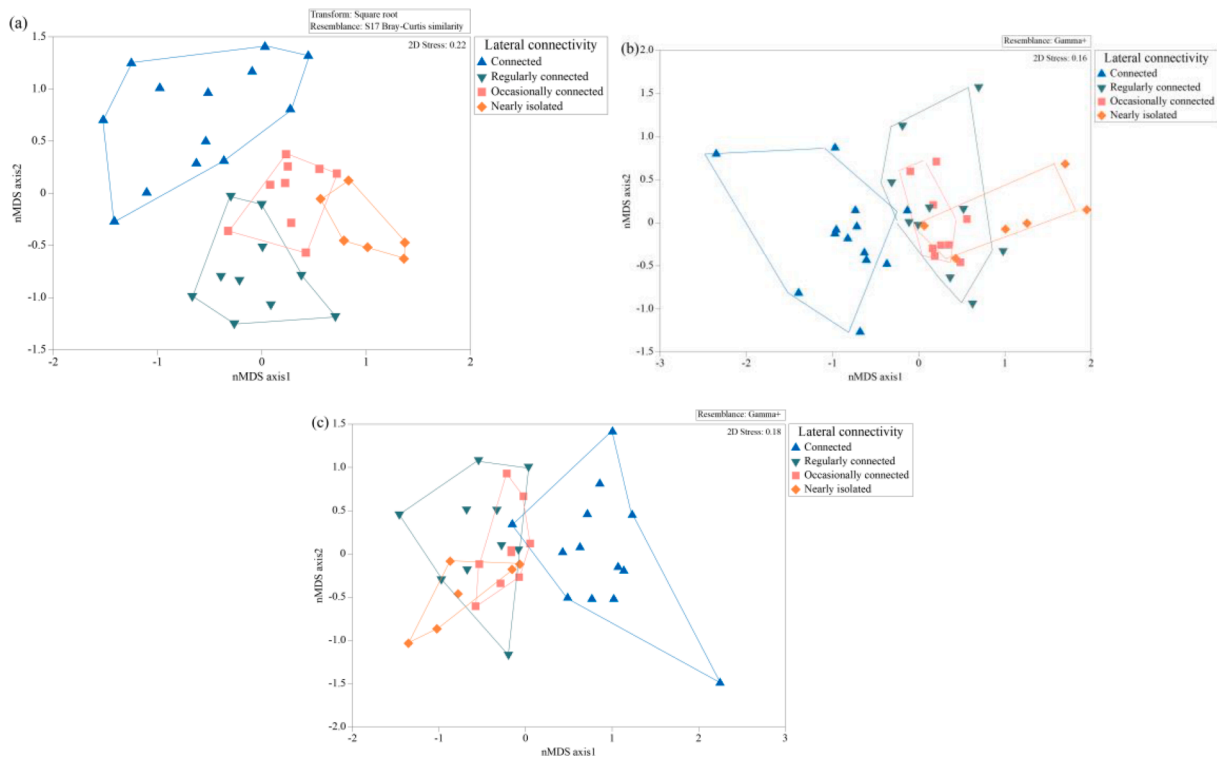 (a)
Transform: Square root
Resemblance: S17 Bray-Curtis similarity
2D Stress: 0.22
Lateral connectivity
Connected
Regularly connected
Occasionally connected
Nearly isolated
1.5
1.0
0.5
0
-0.5
-1.0
-1.5
nMDS axis2
-2
-1
0
1
2
nMDS axis1
(b)
Resemblance: Gamma+
2D Stress: 0.16
Lateral connectivity
Connected
Regularly connected
Occasionally connected
Nearly isolated
2.0
1.5
1.0
0.5
0
-0.5
-1.0
-1.5
nMDS axis2
-3
-2
-1
0
1
2
nMDS axis1
(c)
Resemblance: Gamma+
2D Stress: 0.18
Lateral connectivity
Connected
Regularly connected
Occasionally connected
Nearly isolated
1.5
1.0
0.5
0
-0.5
-1.0
-1.5
-2.0
nMDS axis2
-2
-1
0
1
2
3
nMDS axis1